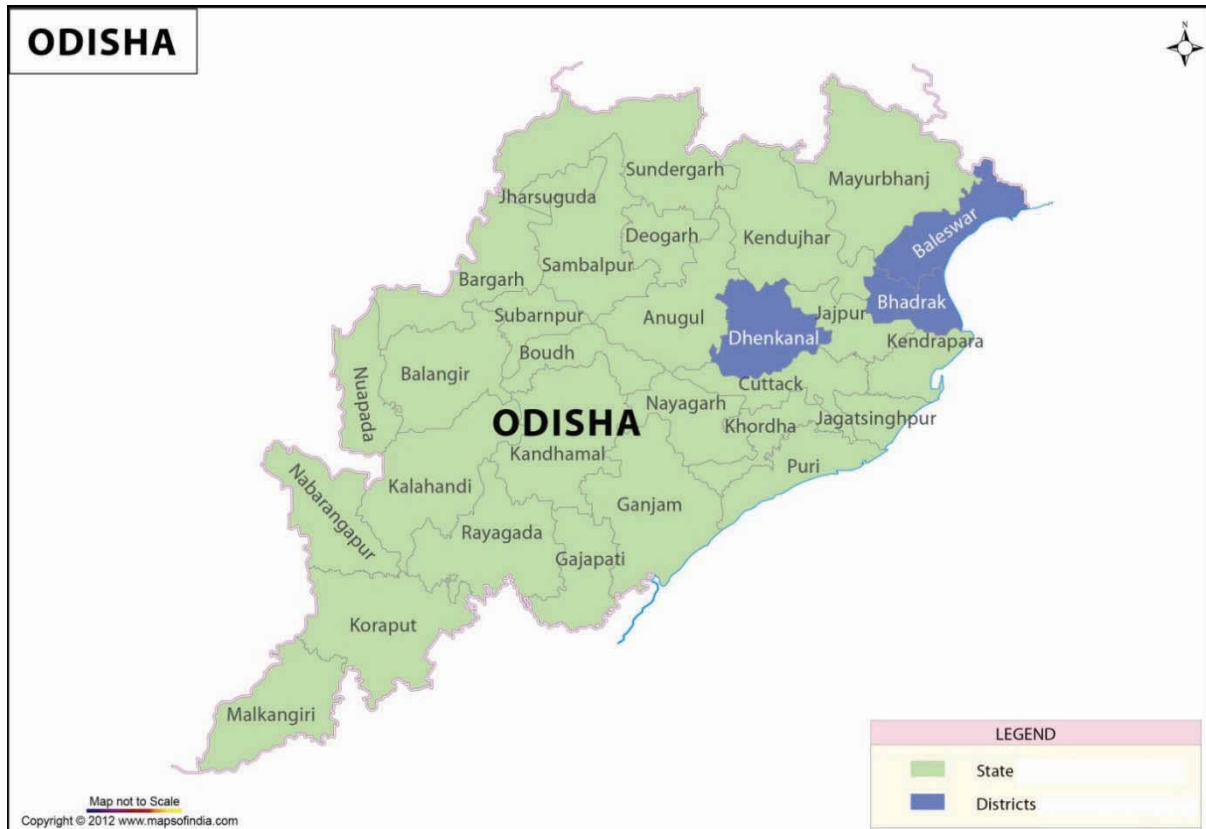 ODISHA
N
Sundergarh
Mayurbhanj
Jharsuguda
Baleswar
Deogarh
Kendujhar
Sambalpur
Bargarh
Bhadrak
Subarnpur
Anugul
Jajpur
Dhenkanal
Kendrapara
Boudh
Balangir
Nuapada
Cuttack
Nayagarh
ODISHA
Khordha
Jagatsinghpur
Kandhamal
Puri
Kalahandi
Nabarangapur
Ganjam
Rayagada
Gajapati
Koraput
Malkangiri
LEGEND
State
Districts
Map not to Scale
Copyright © 2012 www.mapsofindia.com